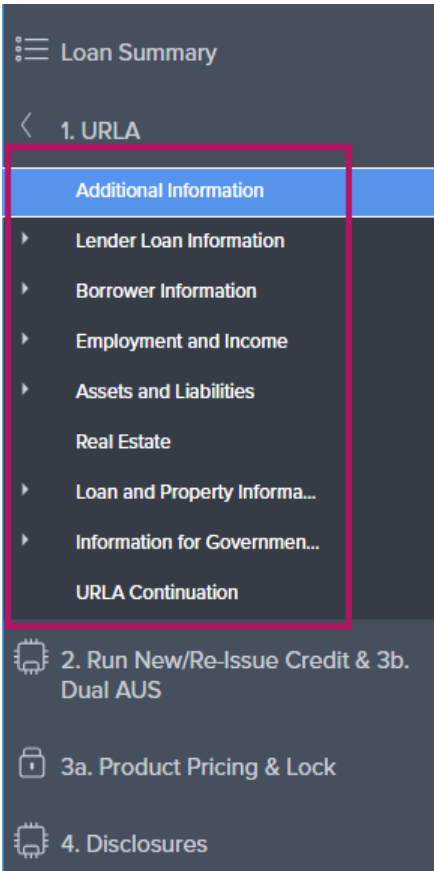 Loan Summary
1. URLA
Additional Information
Lender Loan Information
Borrower Information
Employment and Income
Assets and Liabilities
Real Estate
Loan and Property Informa...
Information for Governmen...
URLA Continuation
2. Run New/Re-Issue Credit & 3b.
Dual AUS
3a. Product Pricing & Lock
4. Disclosures